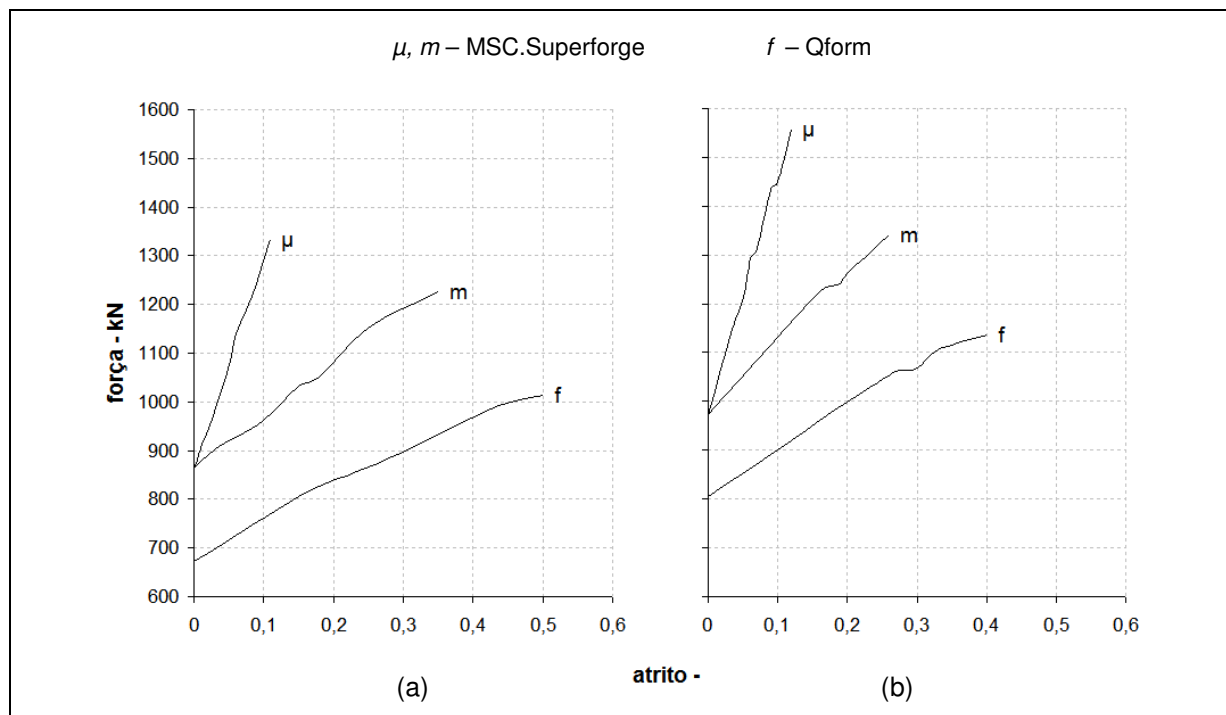 μ, m – MSC.Superforge f – Qform
1600
1500
1400
1300
1200
1100
1000
900
800
700
600
força - kN
μ
m
f
0 0,1 0,2 0,3 0,4 0,5 0,6
μ
m
f
0 0,1 0,2 0,3 0,4 0,5 0,6
atrito -
(a) (b)